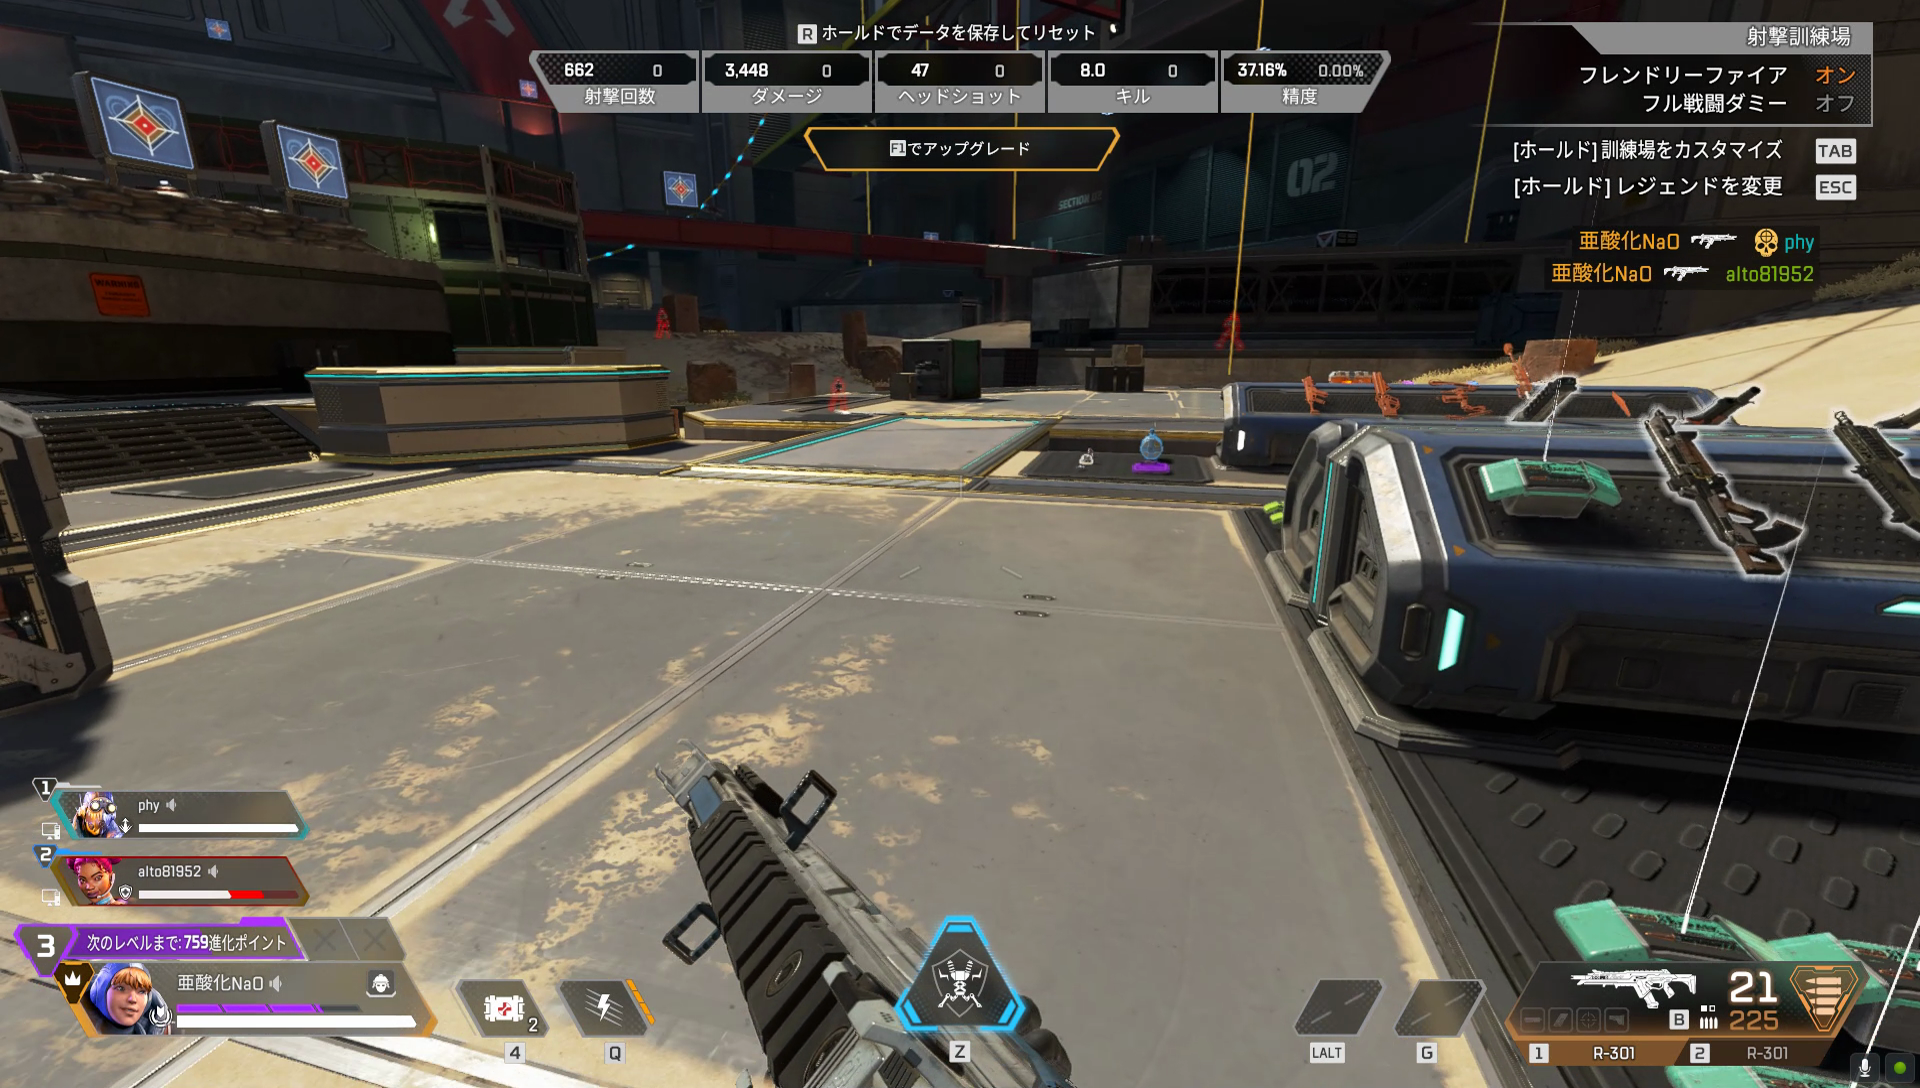 R ホールドでデータを保存してリセット
662 0
射撃回数
3,448 0
ダメージ
47 0
ヘッドショット
8.0 0
キル
37.16% 0.00%
精度
F1でアップグレード
射撃訓練場
フレンドリーファイア オン
フル戦闘ダミー オフ
[ホールド]訓練場をカスタマイズ TAB
[ホールド]レジェンドを変更 ESC
亜酸化NaO phy
亜酸化NaO alto81952
02
WARNING
1
phy
2
alto81952
3 次のレベルまで:759進化ポイント
亜酸化NaO
2
4
Q
Z
LALT
G
21
B 225
1 R-301 2 R-301